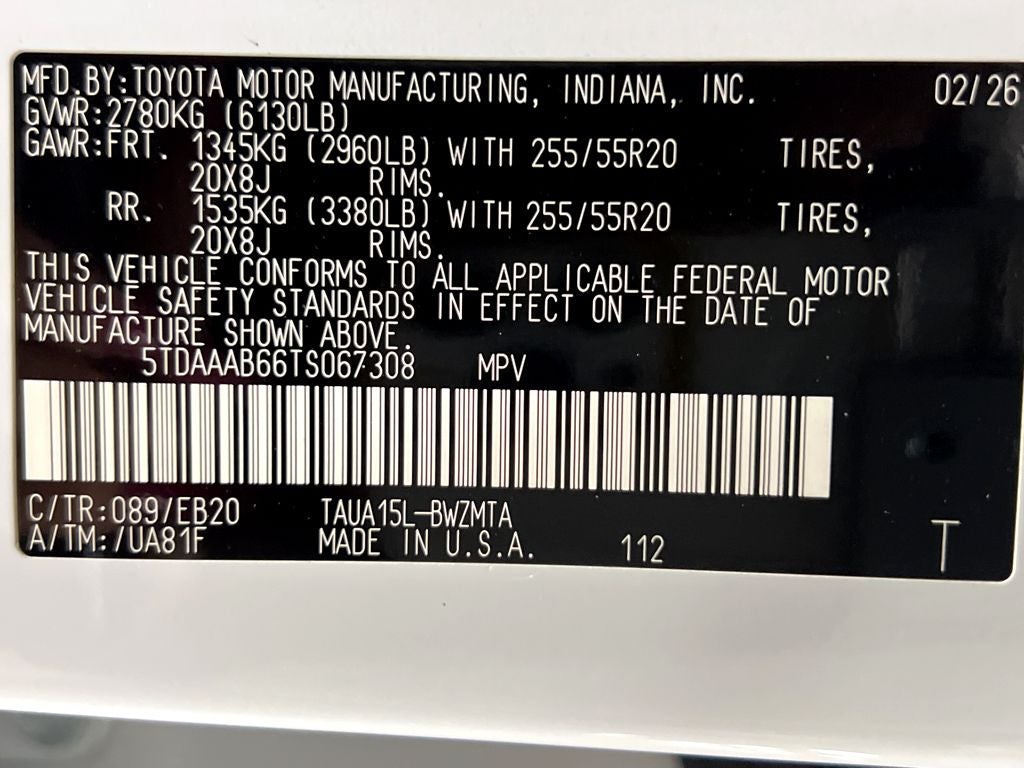 MFD.BY:TOYOTA MOTOR MANUFACTURING, INDIANA, INC. 02/26
GVWR:2780KG (6130LB)
GAWR:FRT. 1345KG (2960LB) WITH 255/55R20 TIRES,
20X8J RIMS.
RR. 1535KG (3380LB) WITH 255/55R20 TIRES,
20X8J RIMS.
THIS VEHICLE CONFORMS TO ALL APPLICABLE FEDERAL MOTOR
VEHICLE SAFETY STANDARDS IN EFFECT ON THE DATE OF
MANUFACTURE SHOWN ABOVE.
5TDAAAB66TS067308 MPV
C/TR:089/EB20 TAUA15L-BWZMTA
A/TM:/UA81F MADE IN U.S.A. 112 T